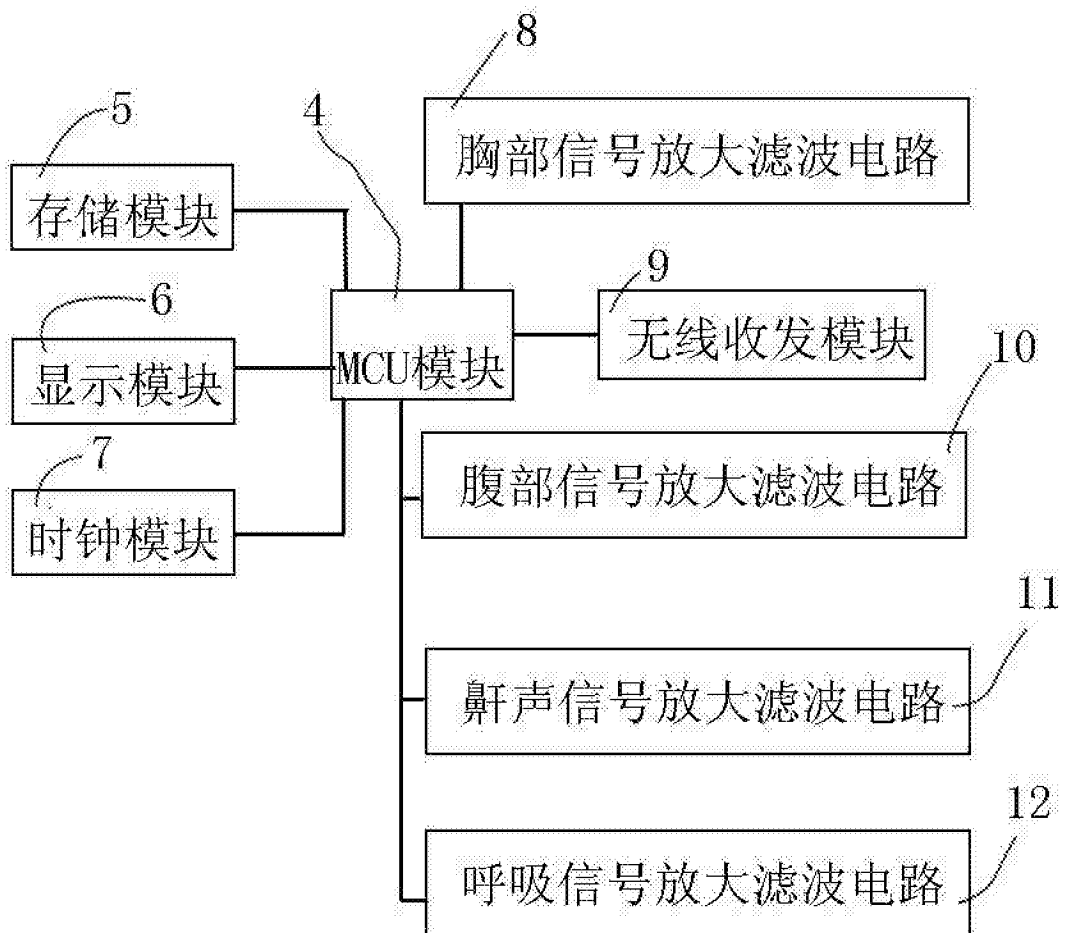 8
5
4
胸部信号放大滤波电路
存储模块
9
6
无线收发模块
10
MCU模块
显示模块
7
腹部信号放大滤波电路
时钟模块
11
鼾声信号放大滤波电路
12
呼吸信号放大滤波电路